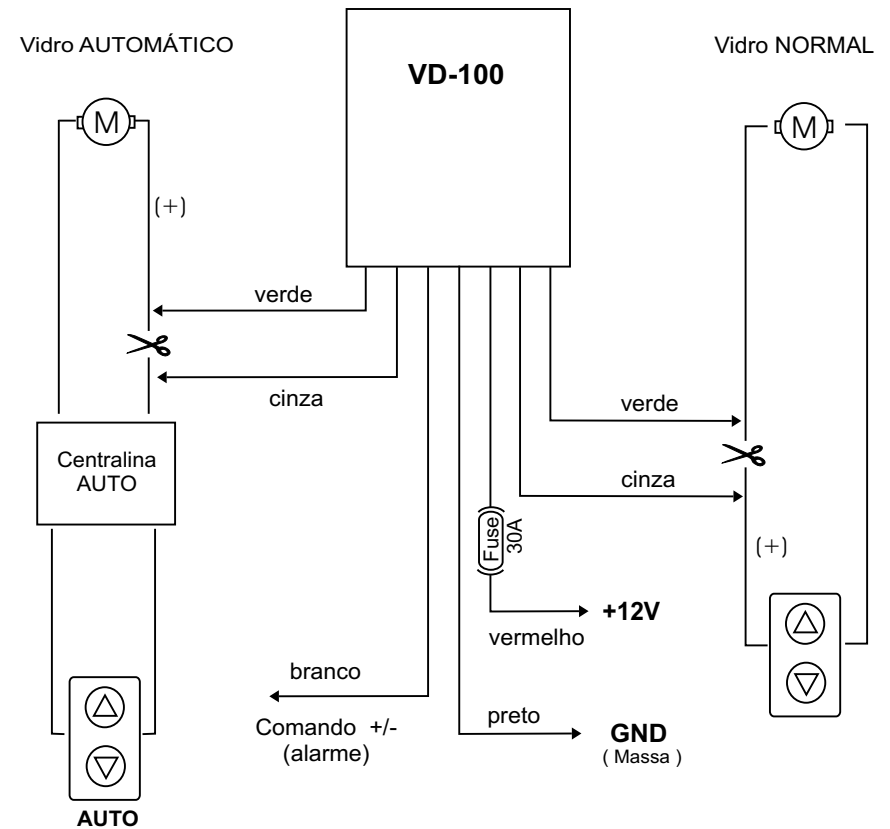 Vidro AUTOMÁTICO
VD-100
Vidro NORMAL
M
M
(+)
verde
cinza
verde
cinza
Centralina
AUTO
Fuse
30A
(+)
+12V
vermelho
branco
Comando +/-
(alarme)
preto
GND
( Massa )
AUTO